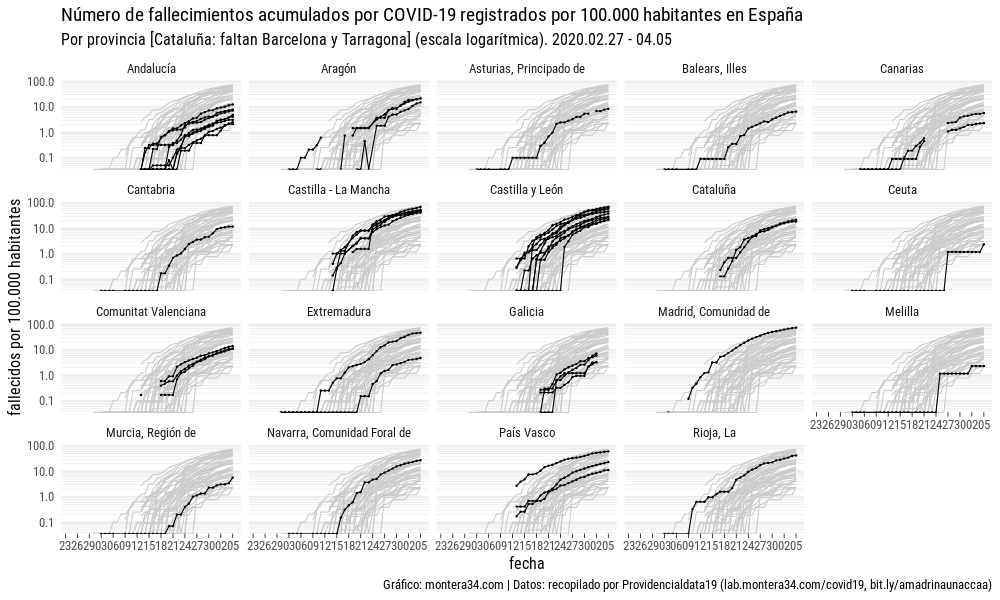 Número de fallecimientos acumulados por COVID-19 registrados por 100.000 habitantes en España
Por provincia [Cataluña: faltan Barcelona y Tarragona] (escala logarítmica). 2020.02.27 - 04.05
fallecidos por 100.000 habitantes
Andalucía Aragón Asturias, Principado de Balears, Illes Canarias
100.0
10.0
1.0
0.1
Cantabria Castilla - La Mancha Castilla y León Cataluña Ceuta
100.0
10.0
1.0
0.1
Comunitat Valenciana Extremadura Galicia Madrid, Comunidad de Melilla
100.0
10.0
1.0
0.1
232629030609121518212427300205
Murcia, Región de Navarra, Comunidad Foral de País Vasco Rioja, La
100.0
10.0
1.0
0.1
232629030609121518212427300205 232629030609121518212427300205 232629030609121518212427300205 232629030609121518212427300205
fecha
Gráfico: montera34.com | Datos: recopilado por Providencialdata19 (lab.montera34.com/covid19, bit.ly/amadrinaunaccaa)